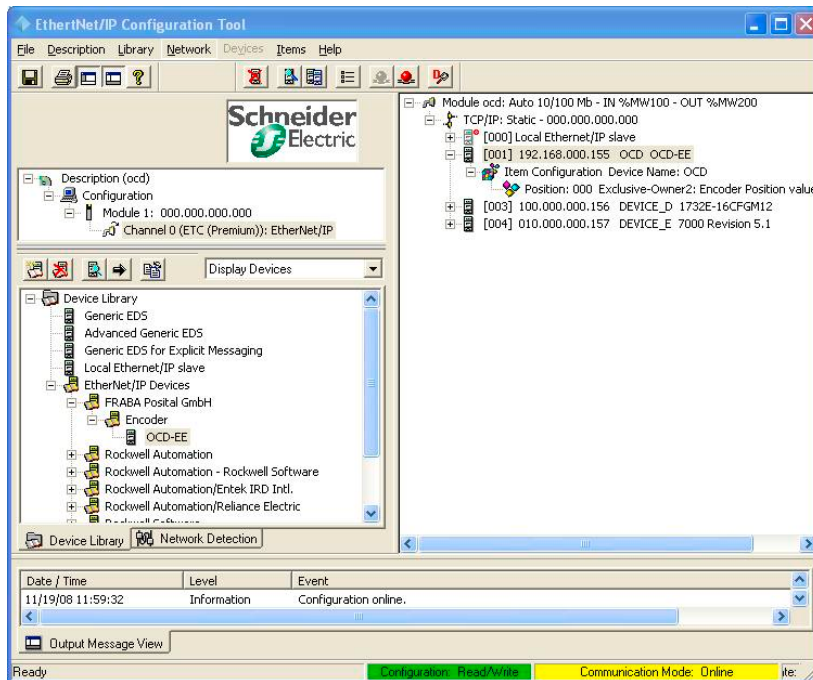 EthertNet/IP Configuration Tool
File Description Library Network Devices Items Help
Schneider
Electric
Description (ocd)
Configuration
Module 1: 000.000.000.000
Channel 0 (ETC (Premium)): EtherNet/IP
Display Devices
Device Library
Generic EDS
Advanced Generic EDS
Generic EDS for Explicit Messaging
Local Ethernet/IP slave
EtherNet/IP Devices
FRABA Posital GmbH
Encoder
OCD-EE
Rockwell Automation
Rockwell Automation - Rockwell Software
Rockwell Automation/Entek IRD Intl.
Rockwell Automation/Reliance Electric
Rockwell Software
Device Library Network Detection
Module ocd: Auto 10/100 Mb - IN %MW100 - OUT %MW200
TCP/IP: Static - 000.000.000.000
[000] Local Ethernet/IP slave
[001] 192.168.000.155 OCD OCD-EE
Item Configuration Device Name: OCD
Position: 000 Exclusive-Owner2: Encoder Position value
[003] 100.000.000.156 DEVICE_D 1732E-16CFGM12
[004] 010.000.000.157 DEVICE_E 7000 Revision 5.1
Date / Time Level Event
11/19/08 11:59:32 Information Configuration online.
Output Message View
Ready Configuration: Read/Write Communication Mode: Online te: